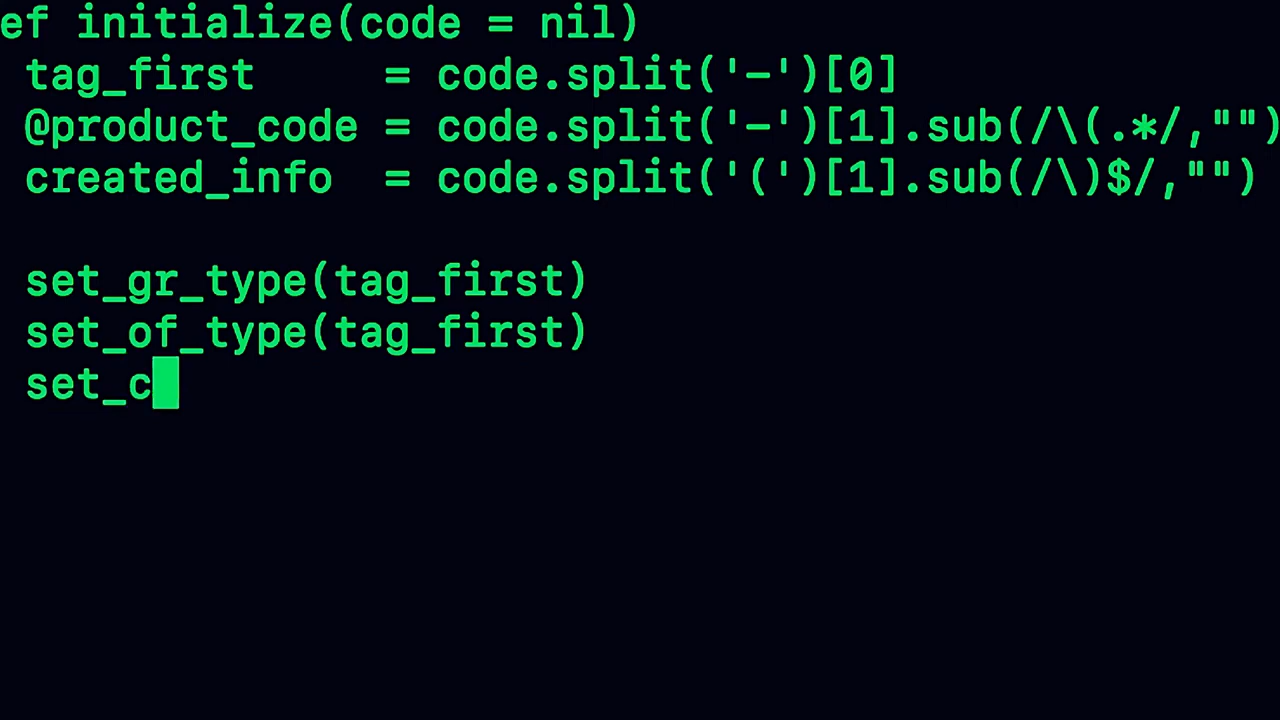 ef initialize(code = nil)
tag_first     = code.split('-')[0]
@product_code = code.split('-')[1].sub(/\(.*/,"")
created_info  = code.split('(')[1].sub(/\)$/,"")
set_gr_type(tag_first)
set_of_type(tag_first)
set_c